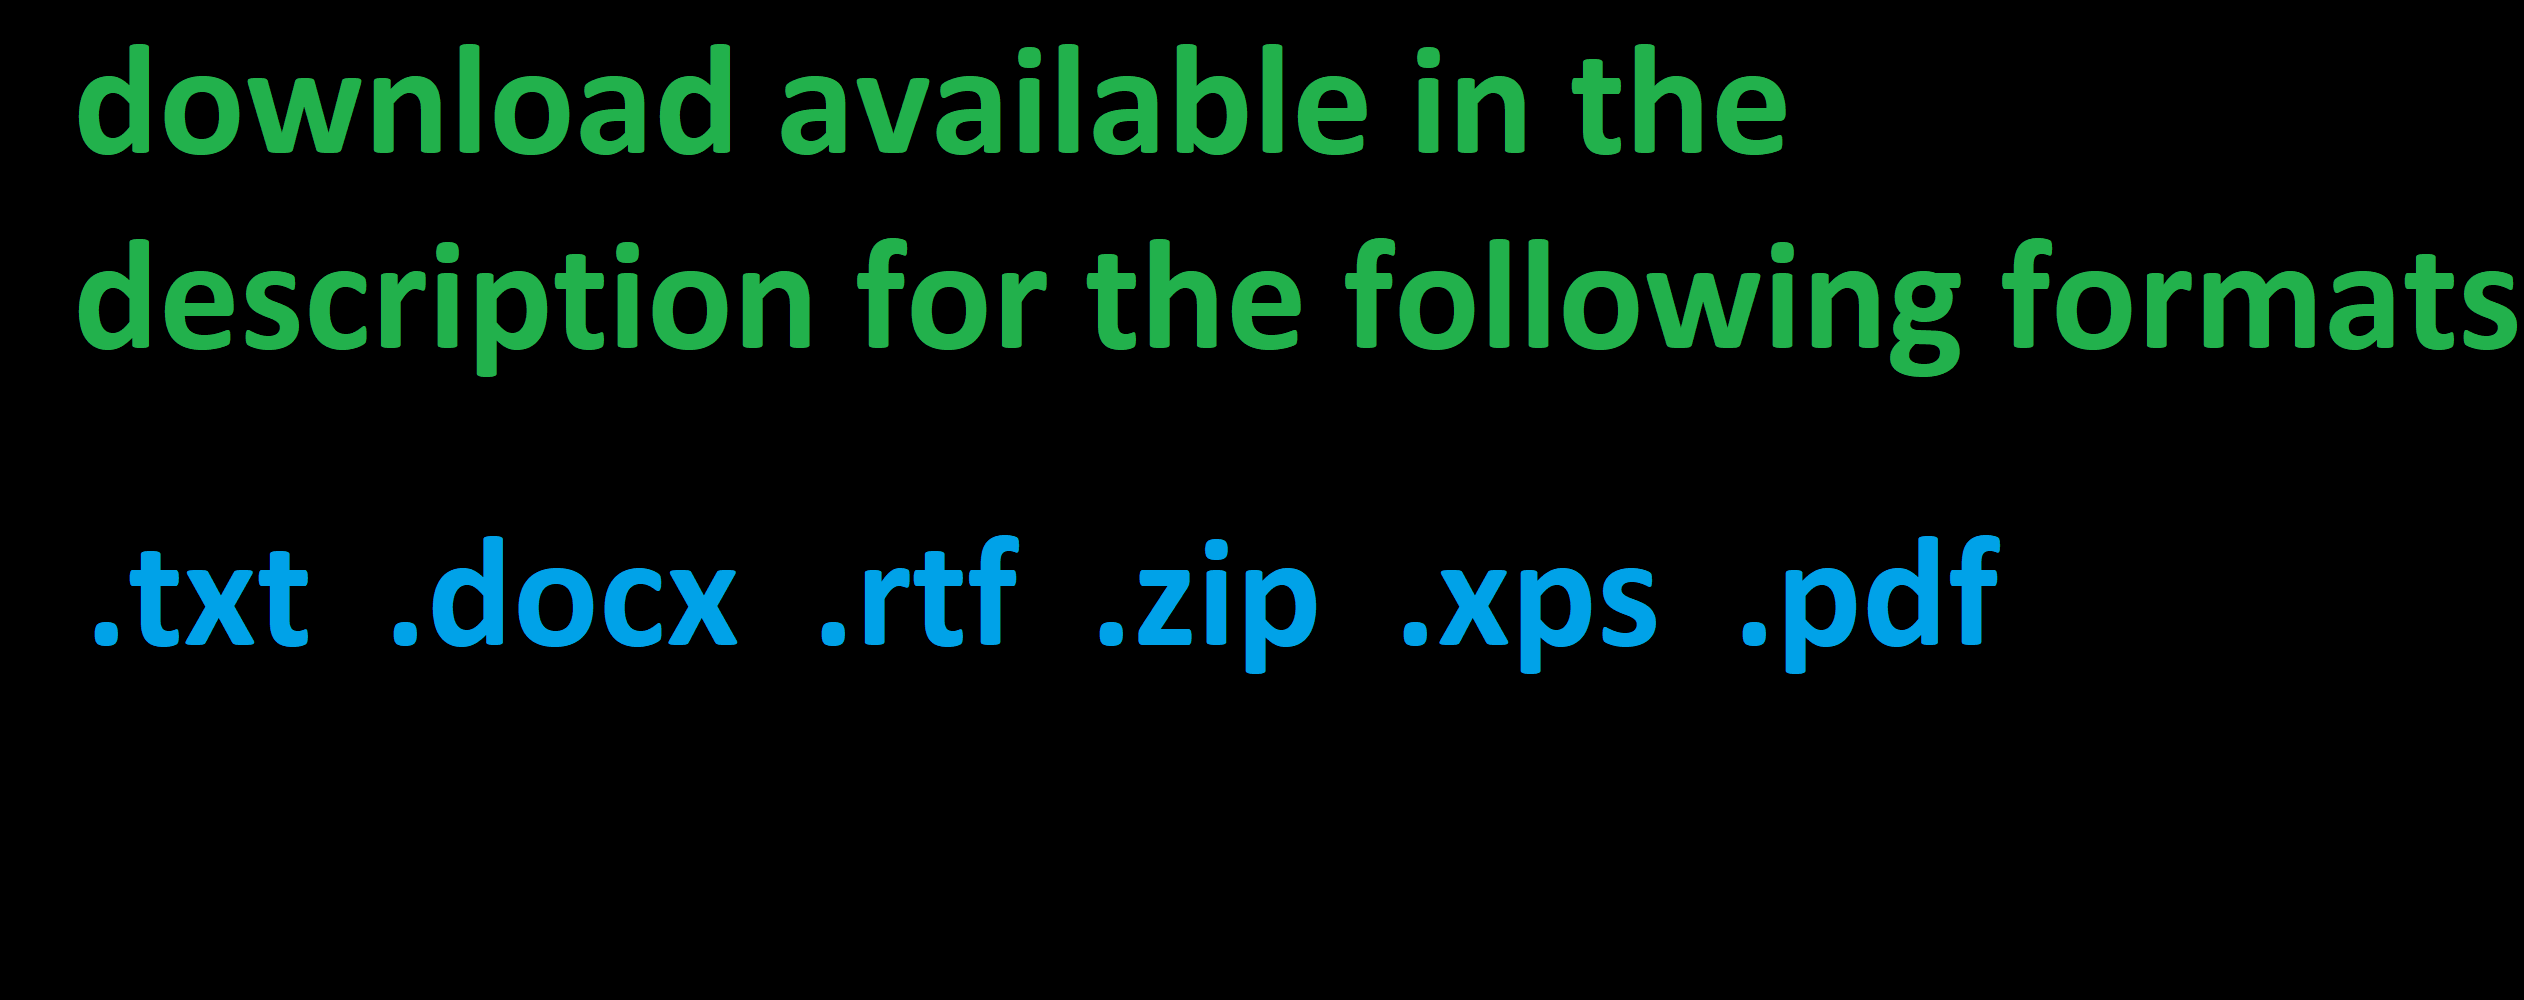 download available in the
description for the following formats
.txt .docx .rtf .zip .xps .pdf